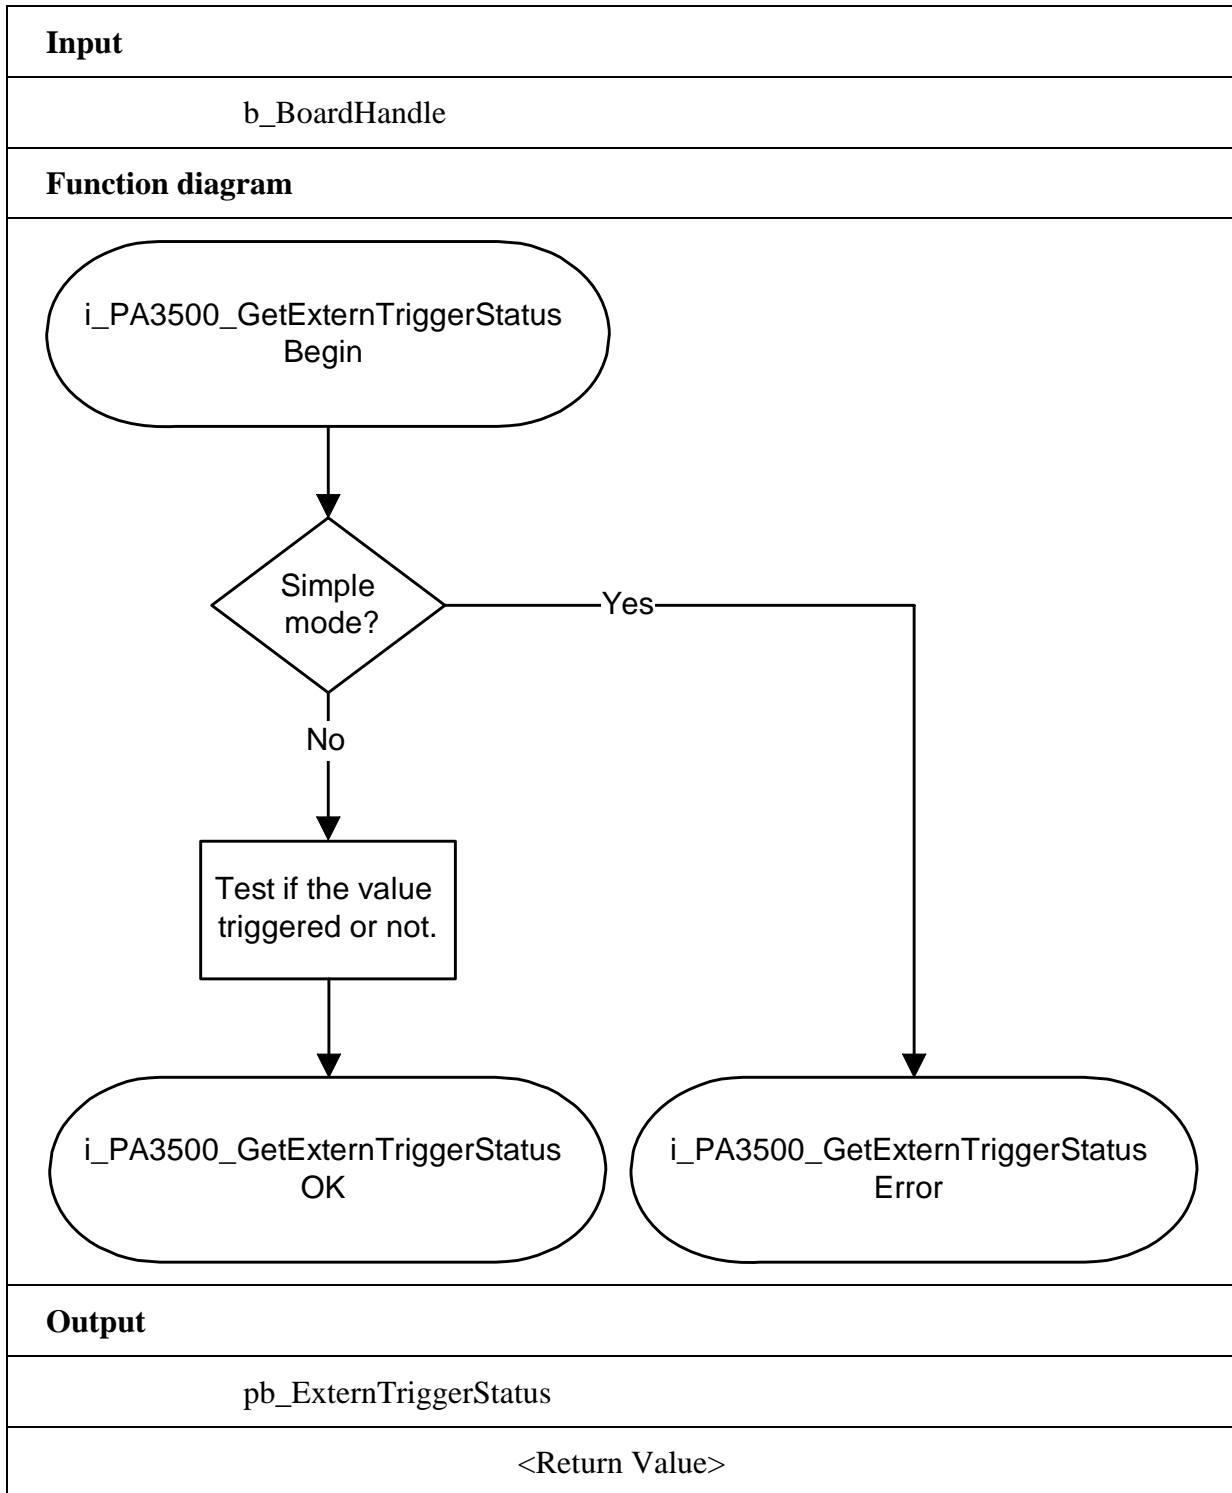 Input
b_BoardHandle
Function diagram
i_PA3500_GetExternTriggerStatus
Begin
Simple
mode?
Yes
No
Test if the value
triggered or not.
i_PA3500_GetExternTriggerStatus
OK
i_PA3500_GetExternTriggerStatus
Error
Output
pb_ExternTriggerStatus
<Return Value>